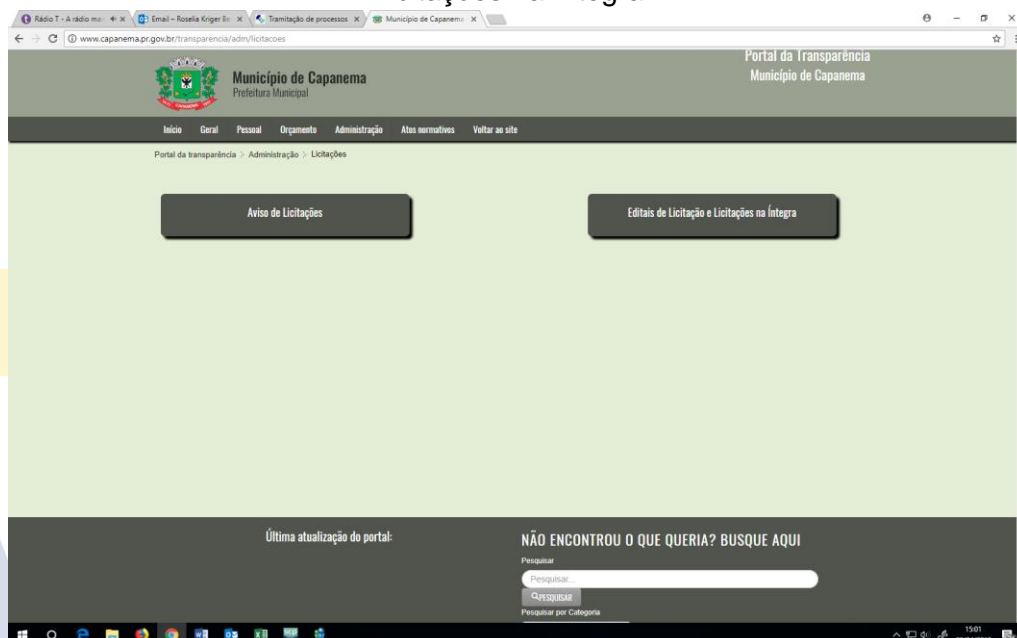 Rádio T - A rádio mai
Email – Roselia Kriger Be
Tramitação de processos
Município de Capanema
www.capanema.pr.gov.br/transparencia/adm/licitacoes
Município de Capanema
Prefeitura Municipal
Portal da Transparência
Município de Capanema
Início Geral Pessoal Orçamento Administração Atos normativos Voltar ao site
Portal da transparência > Administração > Licitações
Aviso de Licitações
Editais de Licitação e Licitações na Íntegra
Última atualização do portal:
NÃO ENCONTROU O QUE QUERIA? BUSQUE AQUI
Pesquisar
Pesquisar...
PESQUISAR
Pesquisar por Categoria
15:01